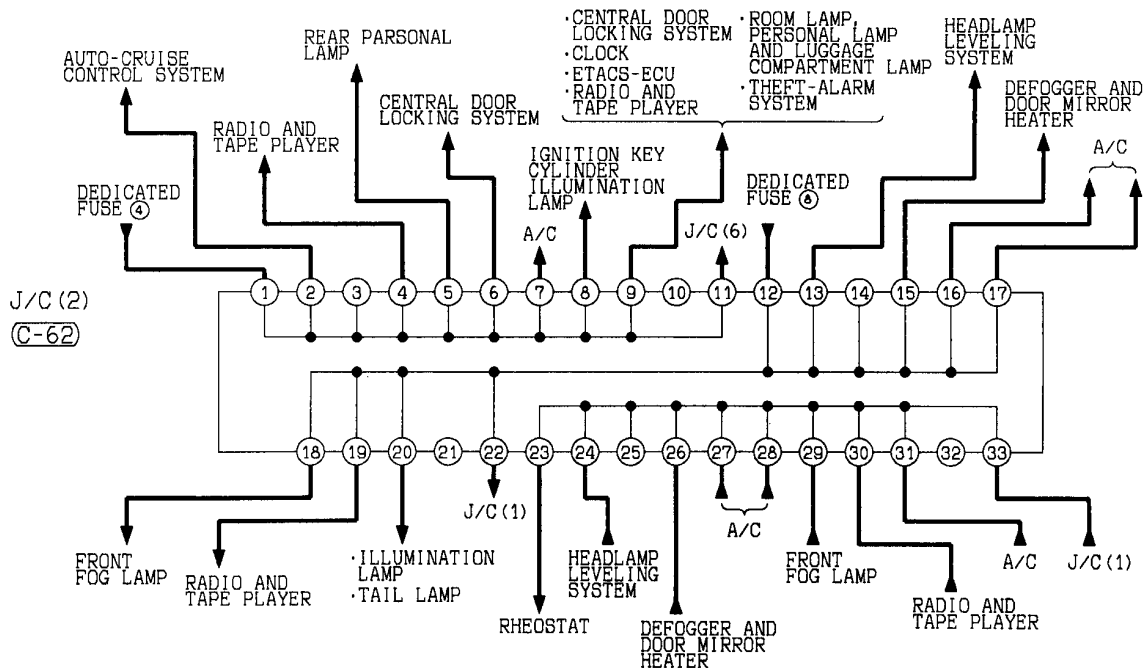 ·CENTRAL DOOR
LOCKING SYSTEM
·CLOCK
·ETACS-ECU
·RADIO AND
TAPE PLAYER
·ROOM LAMP,
PERSONAL LAMP
AND LUGGAGE
COMPARTMENT LAMP
·THEFT-ALARM
SYSTEM
HEADLAMP
LEVELING
SYSTEM
REAR PARSONAL
LAMP
AUTO-CRUISE
CONTROL SYSTEM
DEFOGGER AND
DOOR MIRROR
HEATER
CENTRAL DOOR
LOCKING SYSTEM
RADIO AND
TAPE PLAYER
IGNITION KEY
CYLINDER
ILLUMINATION
LAMP
A/C
DEDICATED
FUSE ④
DEDICATED
FUSE ⑧
A/C
J/C(6)
J/C(2)
C-62
1 2 3 4 5 6 7 8 9 10 11 12 13 14 15 16 17
18 19 20 21 22 23 24 25 26 27 28 29 30 31 32 33
J/C(1)
A/C
FRONT
FOG LAMP
RADIO AND
TAPE PLAYER
·ILLUMINATION
LAMP
·TAIL LAMP
HEADLAMP
LEVELING
SYSTEM
FRONT
FOG LAMP
A/C
J/C(1)
RHEOSTAT
DEFOGGER AND
DOOR MIRROR
HEATER
RADIO AND
TAPE PLAYER